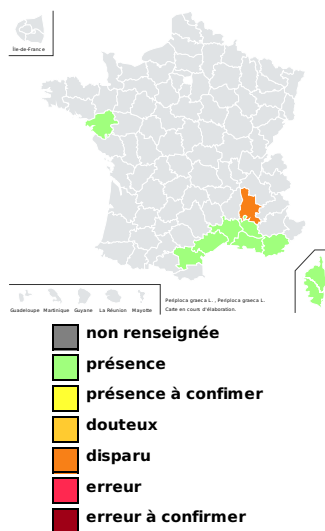 Île-de-France
Periploca graeca L. , Periploca graeca L.
Carte en cours d'élaboration.
Guadeloupe Martinique Guyane La Réunion Mayotte
non renseignée
présence
présence à confimer
douteux
disparu
erreur
erreur à confirmer